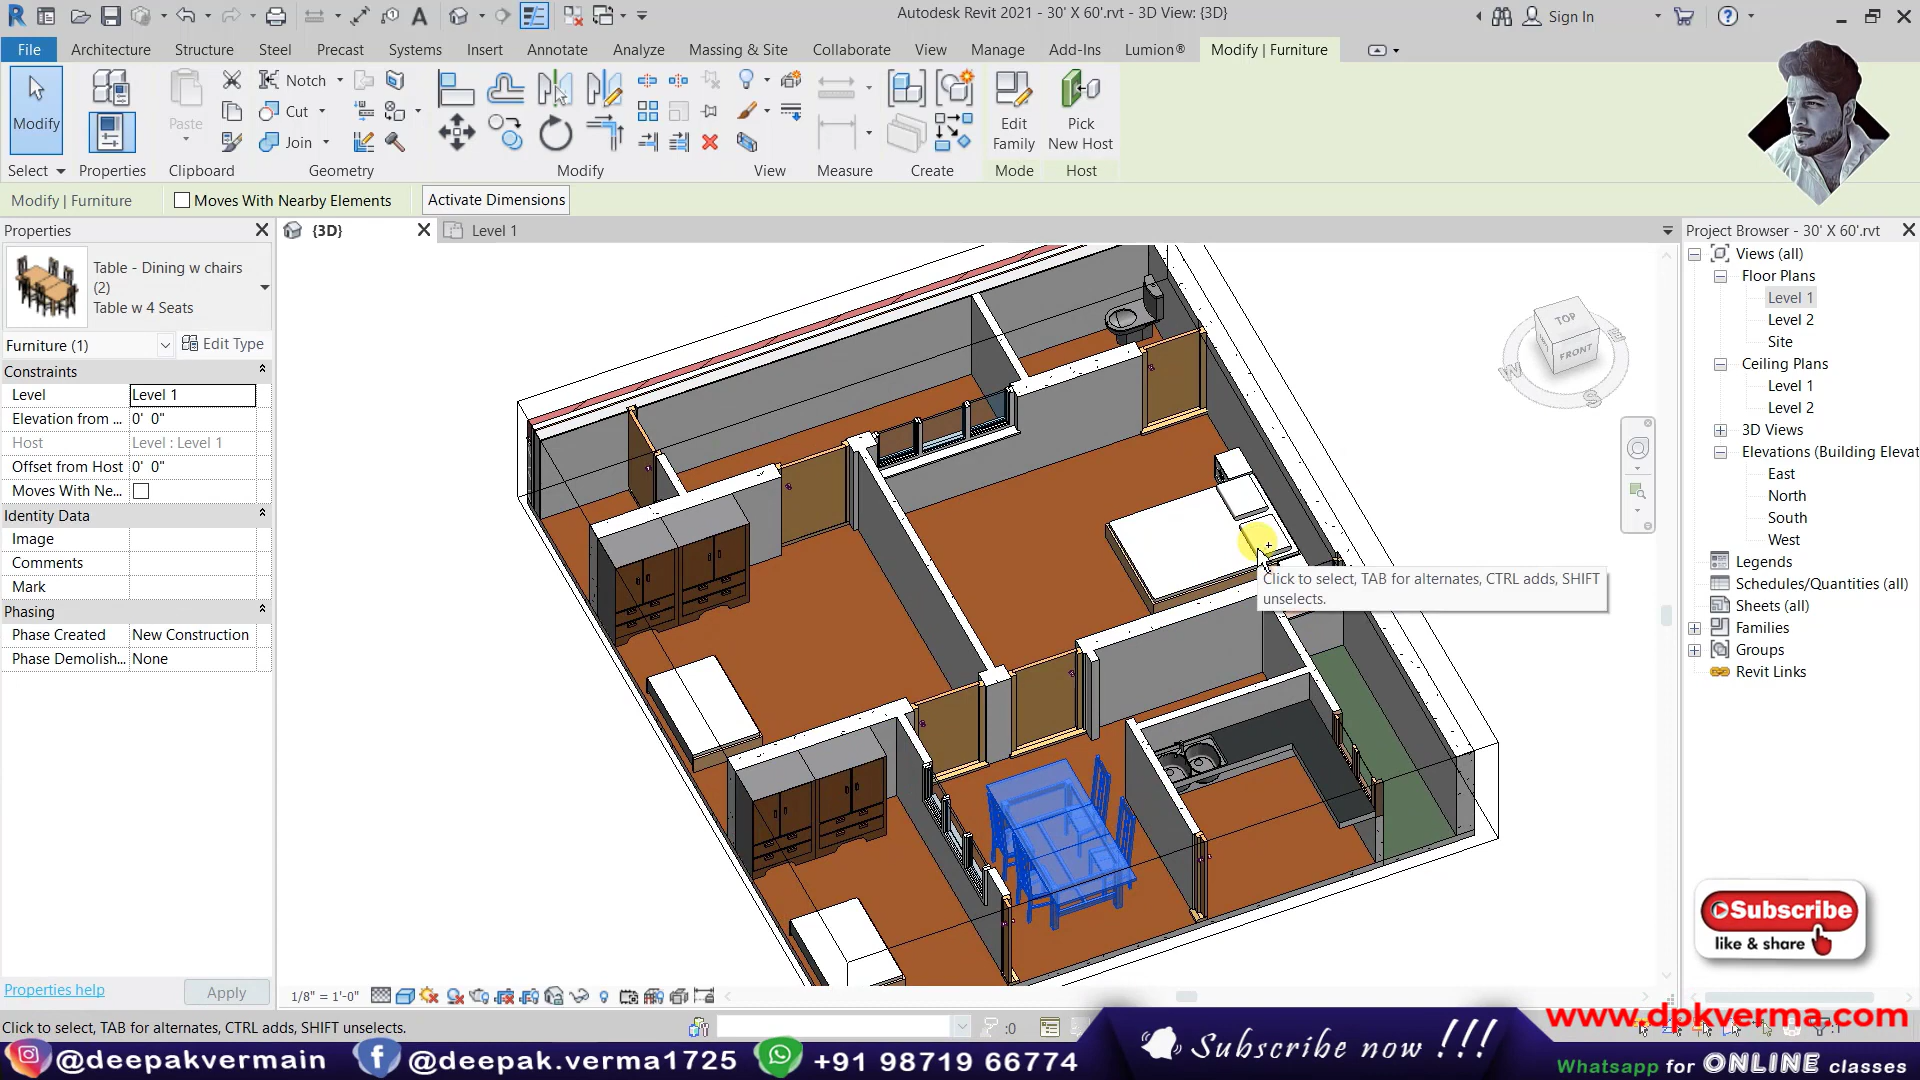 Autodesk Revit 2021 - 30' X 60'.rvt - 3D View: {3D}
Sign In
File
Architecture
Structure
Steel
Precast
Systems
Insert
Annotate
Analyze
Massing & Site
Collaborate
View
Manage
Add-Ins
Lumion®
Modify | Furniture
Modify
Paste
Notch
Cut
Join
Edit
Family
Pick
New Host
Select
Properties
Clipboard
Geometry
Modify
View
Measure
Create
Mode
Host
Modify | Furniture
Moves With Nearby Elements
Activate Dimensions
Properties
Table - Dining w chairs
(2)
Table w 4 Seats
Furniture (1)
Edit Type
Constraints
Level
Level 1
Elevation from ...
0' 0"
Host
Level : Level 1
Offset from Host
0' 0"
Moves With Ne...
Identity Data
Image
Comments
Mark
Phasing
Phase Created
New Construction
Phase Demolish...
None
Properties help
Apply
{3D}
Level 1
TOP
FRONT
W
S
E
Click to select, TAB for alternates, CTRL adds, SHIFT
unselects.
1/8" = 1'-0"
Project Browser - 30' X 60'.rvt
Views (all)
Floor Plans
Level 1
Level 2
Site
Ceiling Plans
Level 1
Level 2
3D Views
Elevations (Building Elevat
East
North
South
West
Legends
Schedules/Quantities (all)
Sheets (all)
Families
Groups
Revit Links
Subscribe
like & share
Click to select, TAB for alternates, CTRL adds, SHIFT unselects.
:0
www.dpkverma.com
@deepakvermain
@deepak.verma1725
+91 98719 66774
Subscribe now !!!
Whatsapp for ONLINE classes